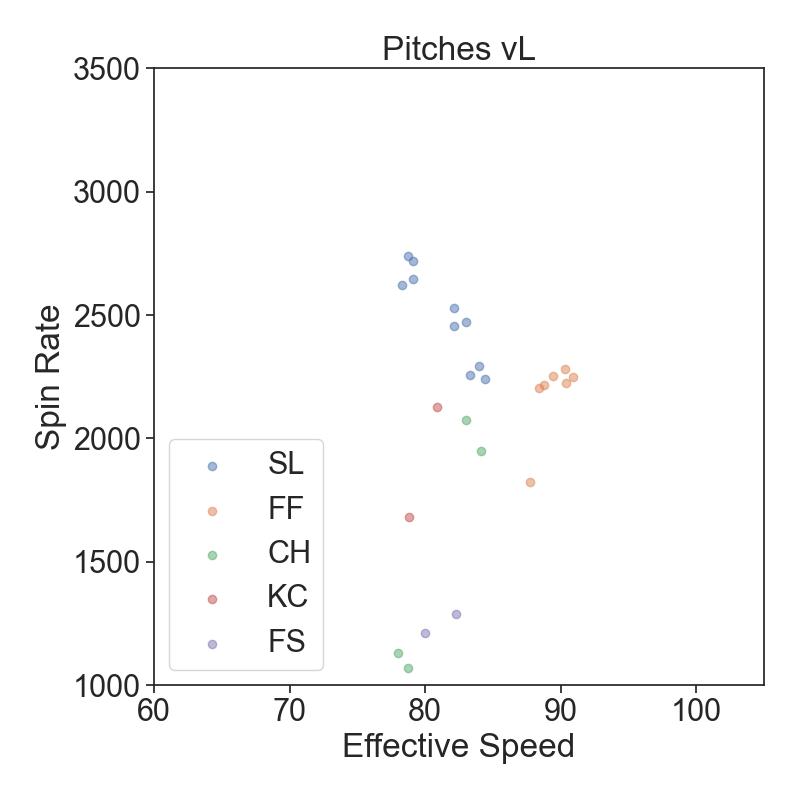 Pitches vL
3500
3000
2500
2000
1500
1000
Spin Rate
SL
FF
CH
KC
FS
60 70 80 90 100
Effective Speed